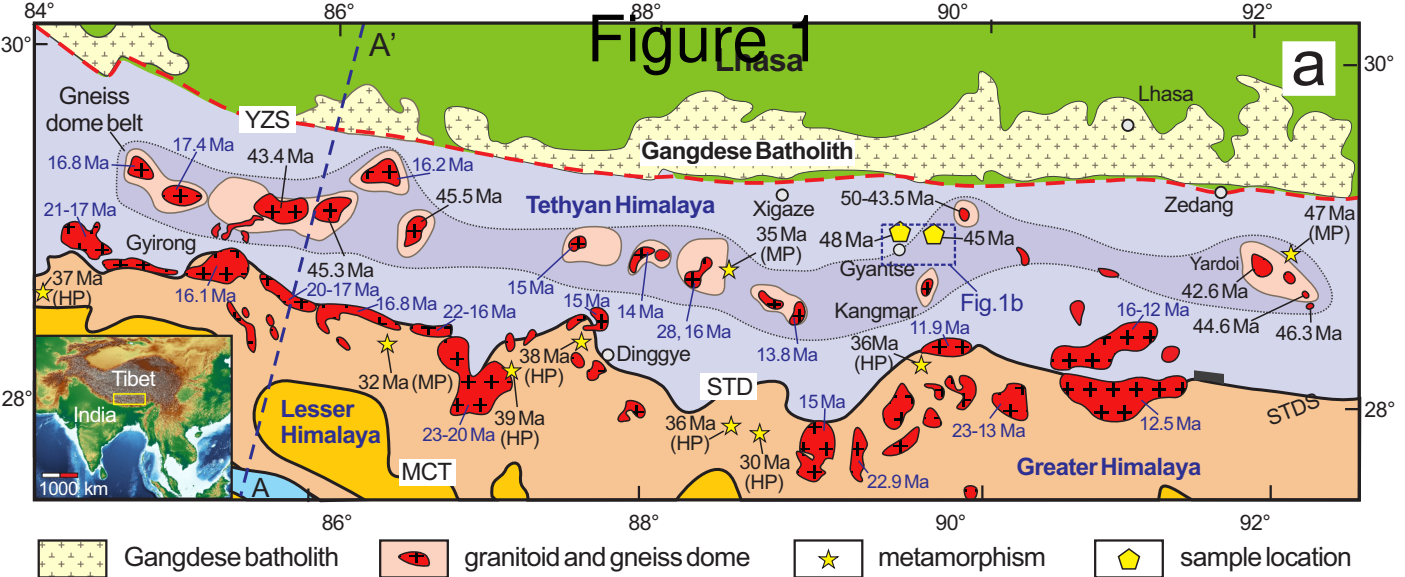 84°
86°
88°
90°
92°
Figure 1
30°
A'
Lhasa
a
30°
Gneiss
dome belt
YZS
Lhasa
16.8 Ma
17.4 Ma
43.4 Ma
16.2 Ma
Gangdese Batholith
45.5 Ma
Tethyan Himalaya
Xigaze
50-43.5 Ma
Zedang
47 Ma
(MP)
21-17 Ma
Gyirong
35 Ma
(MP)
48 Ma
45 Ma
Gyantse
Yardoi
37 Ma
(HP)
16.1 Ma
45.3 Ma
20-17 Ma
16.8 Ma
22-16 Ma
15 Ma
15 Ma
14 Ma
28, 16 Ma
13.8 Ma
Kangmar
Fig.1b
11.9 Ma
16-12 Ma
42.6 Ma
44.6 Ma
46.3 Ma
32 Ma (MP)
38 Ma
(HP)
Dinggye
36Ma
(HP)
28°
Tibet
India
1000 km
Lesser
Himalaya
23-20 Ma
39 Ma
(HP)
STD
36 Ma
(HP)
30 Ma
(HP)
15 Ma
22.9 Ma
23-13 Ma
12.5 Ma
STDS
28°
MCT
A
Greater Himalaya
86°
88°
90°
92°
Gangdese batholith
granitoid and gneiss dome
metamorphism
sample location